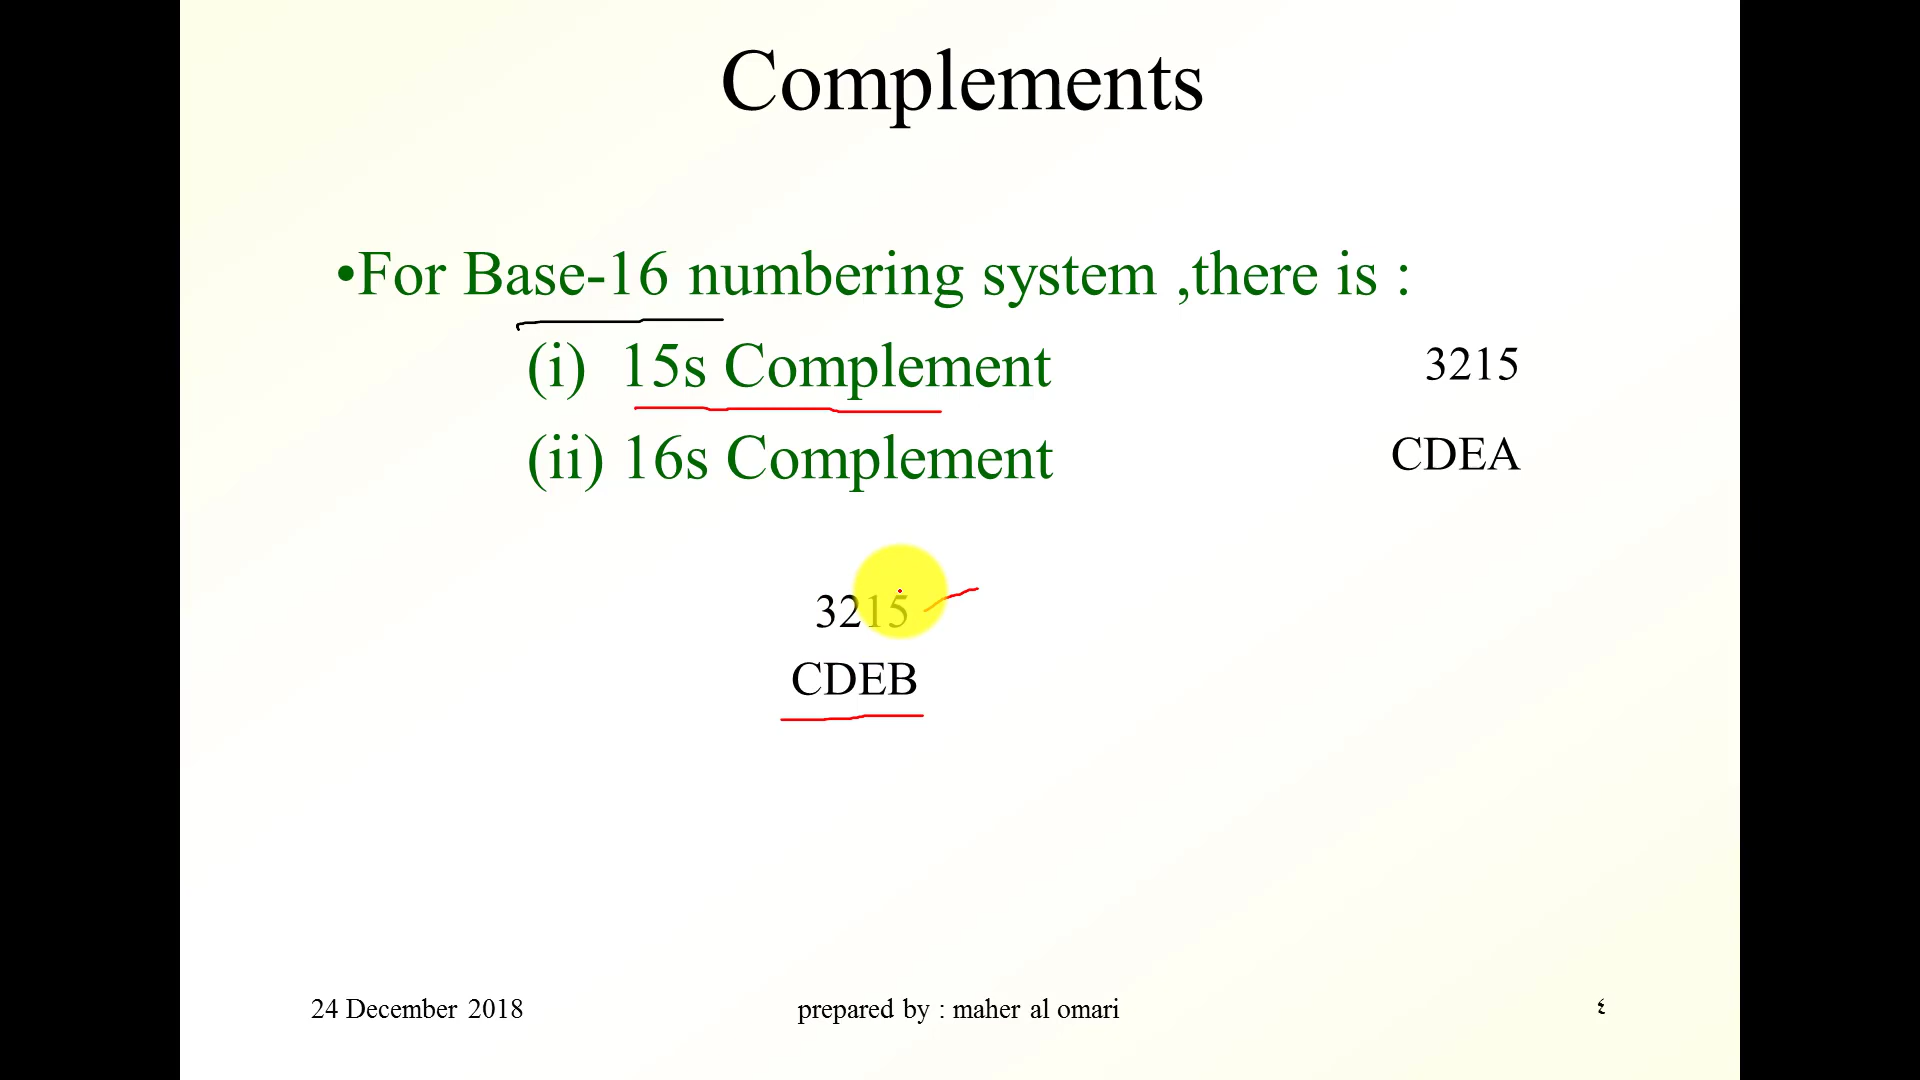 Complements
•For Base-16 numbering system ,there is :
(i) 15s Complement
3215
(ii) 16s Complement
CDEA
3215
CDEB
24 December 2018
prepared by : maher al omari
٤